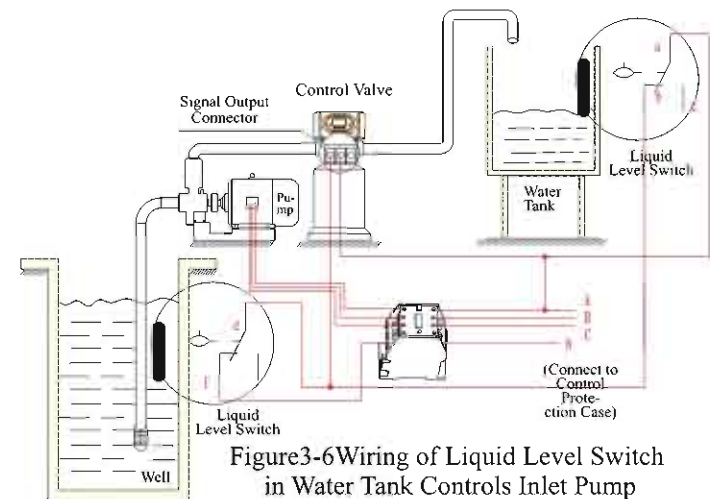 Control Valve
Signal Output
Connector
Pu-
mp
a
b
c
Liquid
Level Switch
Water
Tank
d
f
A
B
C
(Connect to
Control
Prote-
ction Case)
Liquid
Level Switch
Well
Figure3-6Wiring of Liquid Level Switch
in Water Tank Controls Inlet Pump